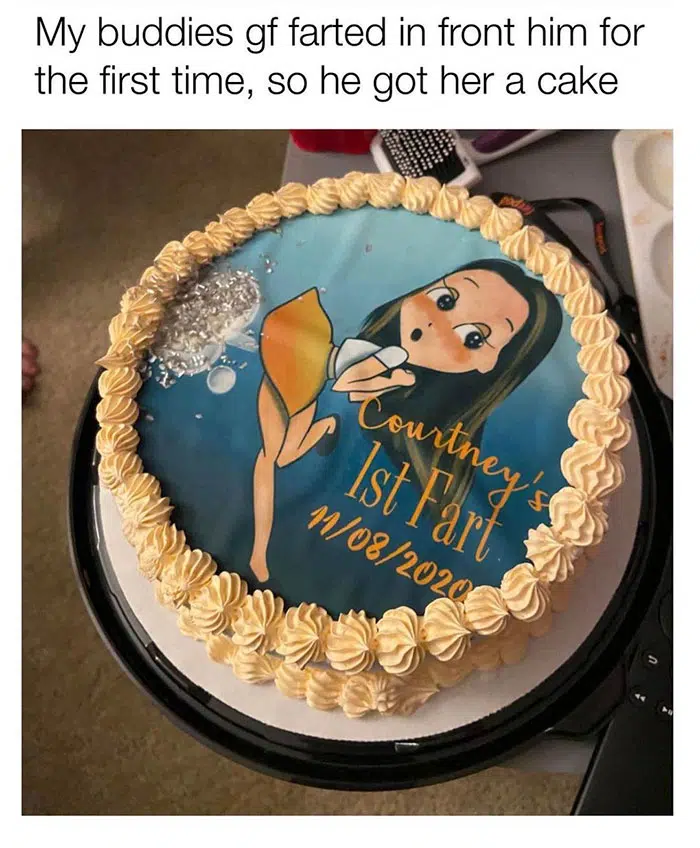 My buddies gf farted in front him for
the first time, so he got her a cake
Courtney's
1st Fart
11/08/2020